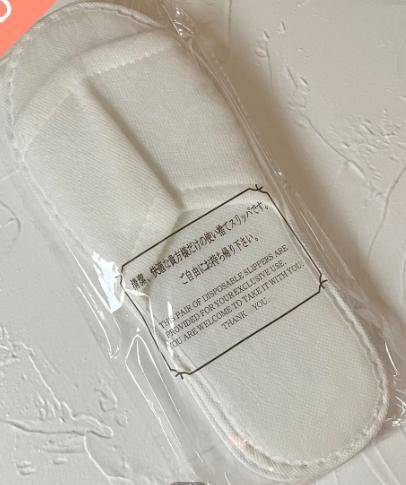 清潔、快適な貴方様だけの使い捨てスリッパです。
ご自由にお持ち帰り下さい。
THIS PAIR OF DISPOSABLE SLIPPERS ARE
PROVIDED FOR YOUR EXCLUSIVE USE.
YOU ARE WELCOME TO TAKE IT WITH YOU.
THANK YOU